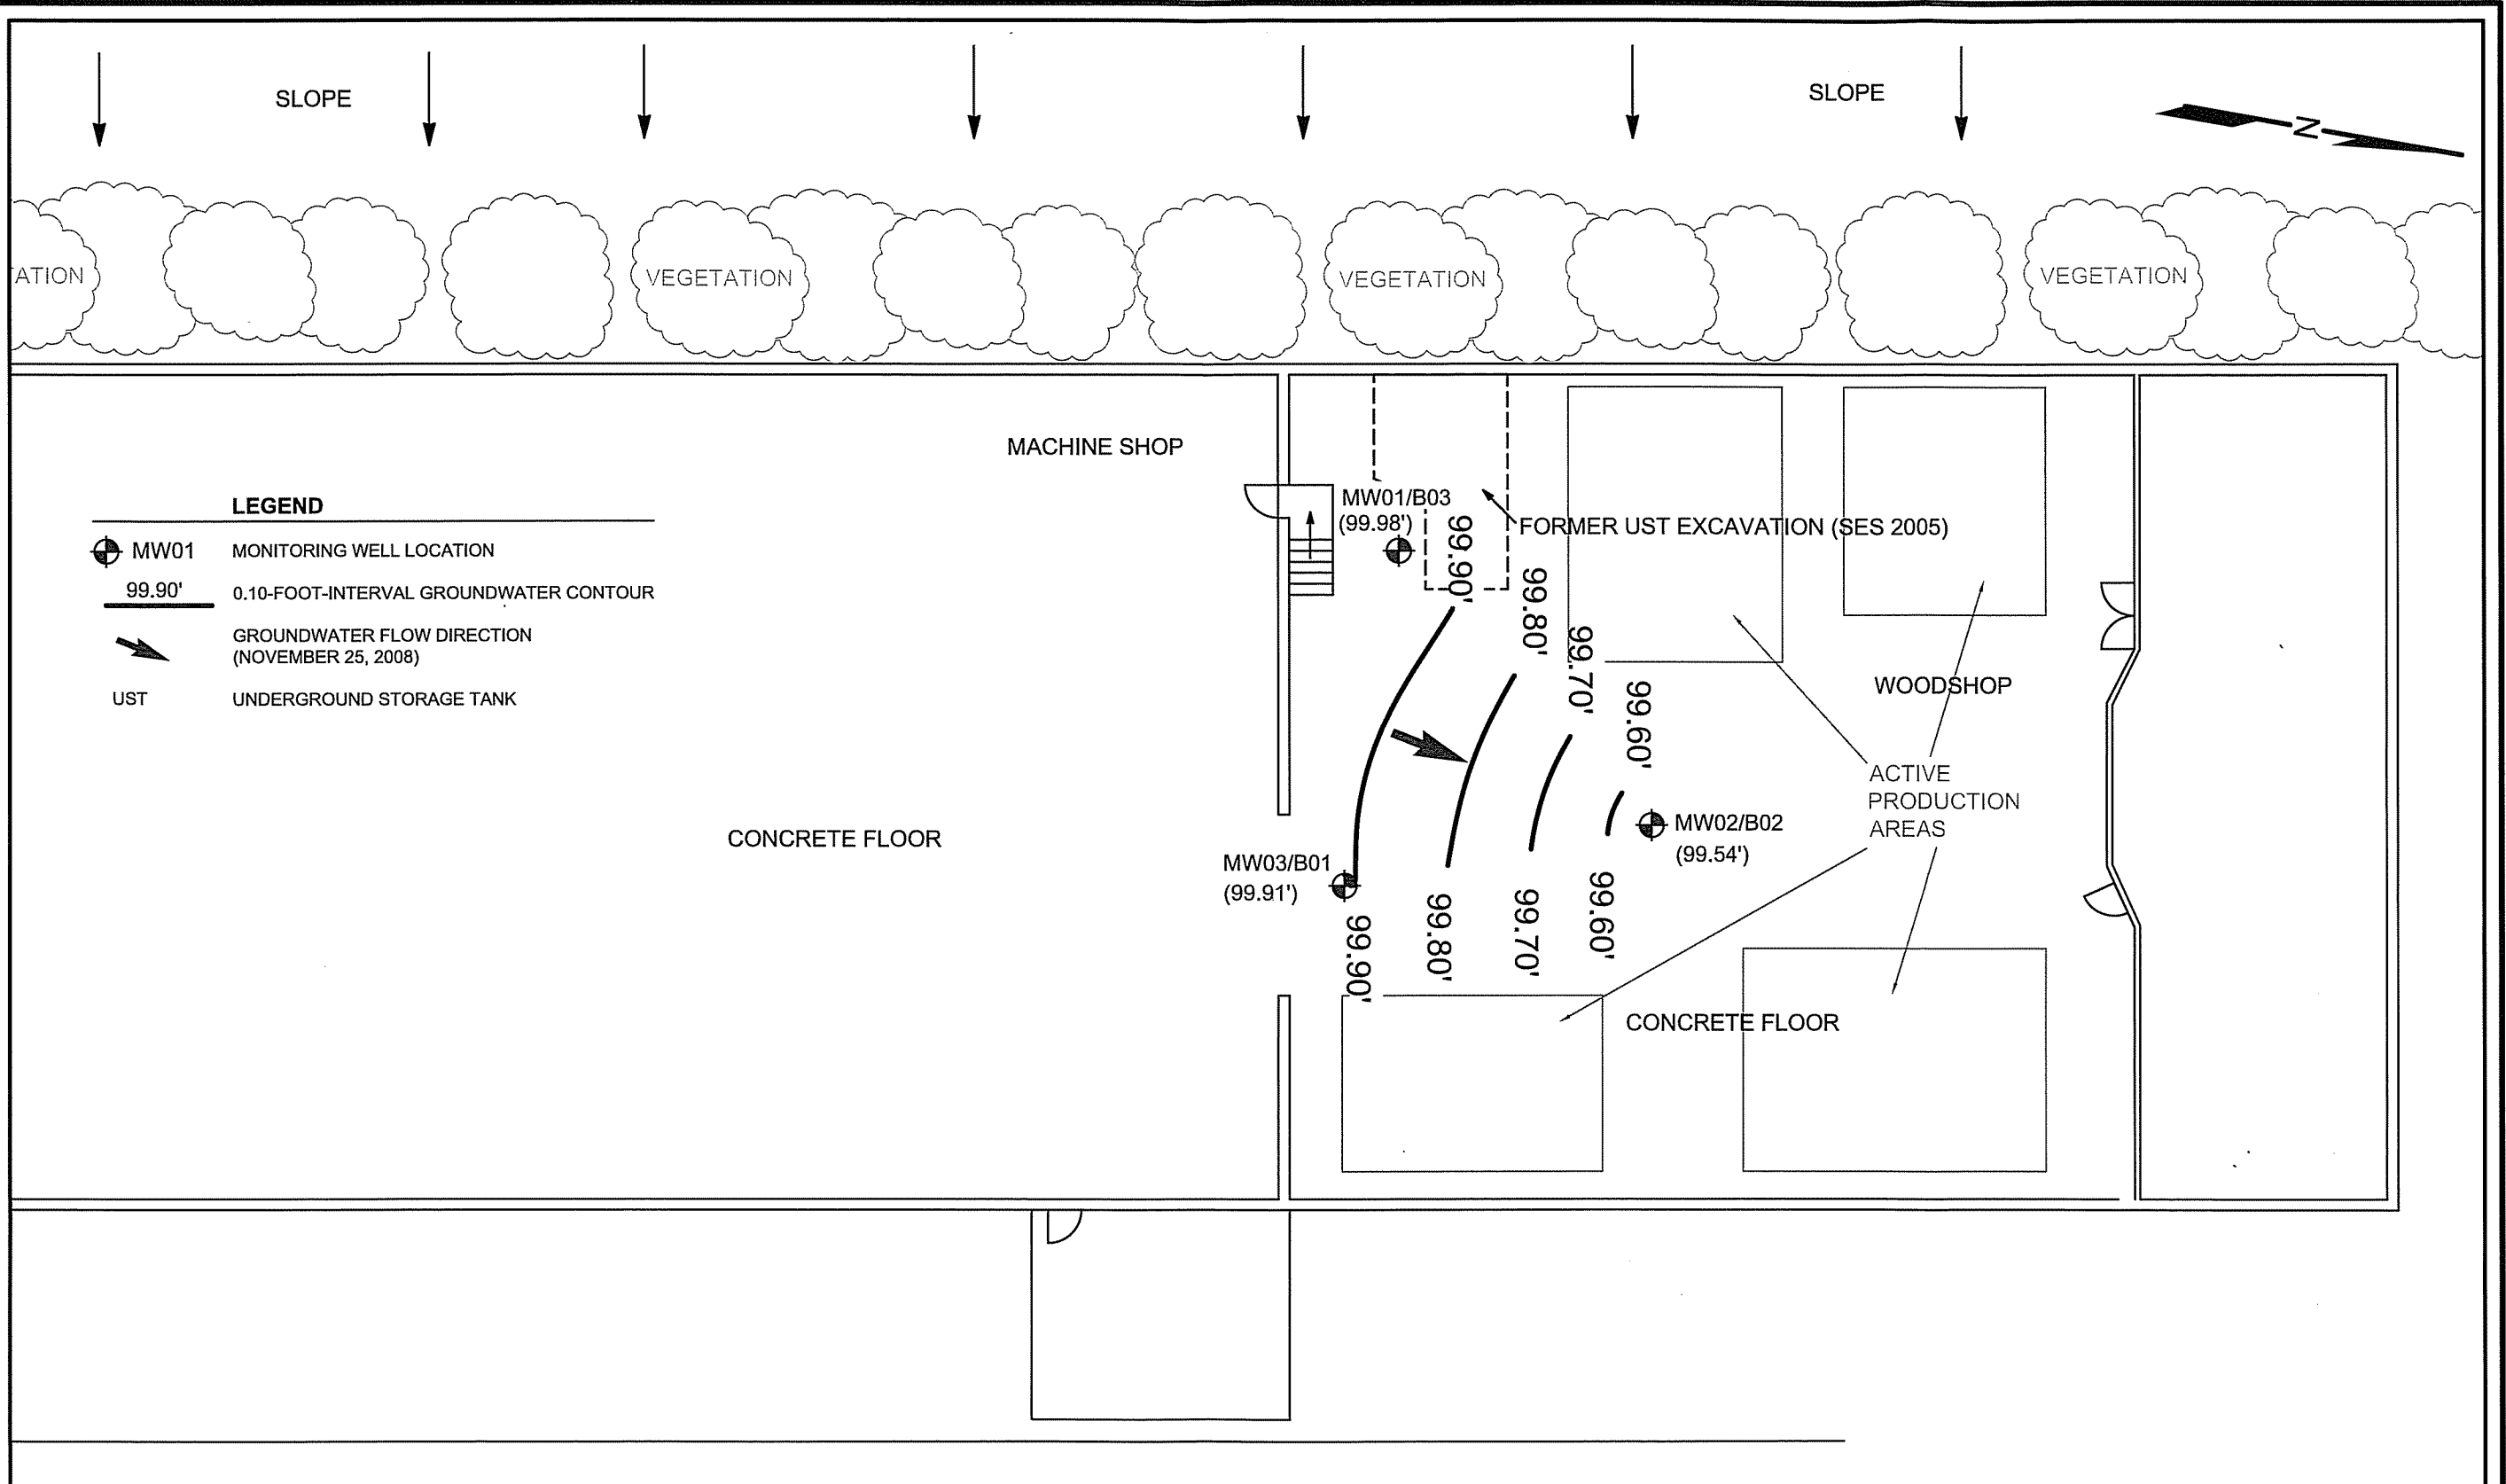 SLOPE
SLOPE
N
ATION
VEGETATION
VEGETATION
VEGETATION
MACHINE SHOP
LEGEND
MW01 MONITORING WELL LOCATION
99.90' 0.10-FOOT-INTERVAL GROUNDWATER CONTOUR
GROUNDWATER FLOW DIRECTION
(NOVEMBER 25, 2008)
UST UNDERGROUND STORAGE TANK
CONCRETE FLOOR
MW01/B03
(99.98')
FORMER UST EXCAVATION (SES 2005)
99.90'
99.80'
99.70'
99.60'
WOODSHOP
ACTIVE
PRODUCTION
AREAS
MW02/B02
(99.54')
MW03/B01
(99.91')
99.90'
99.80'
99.70'
99.60'
CONCRETE FLOOR